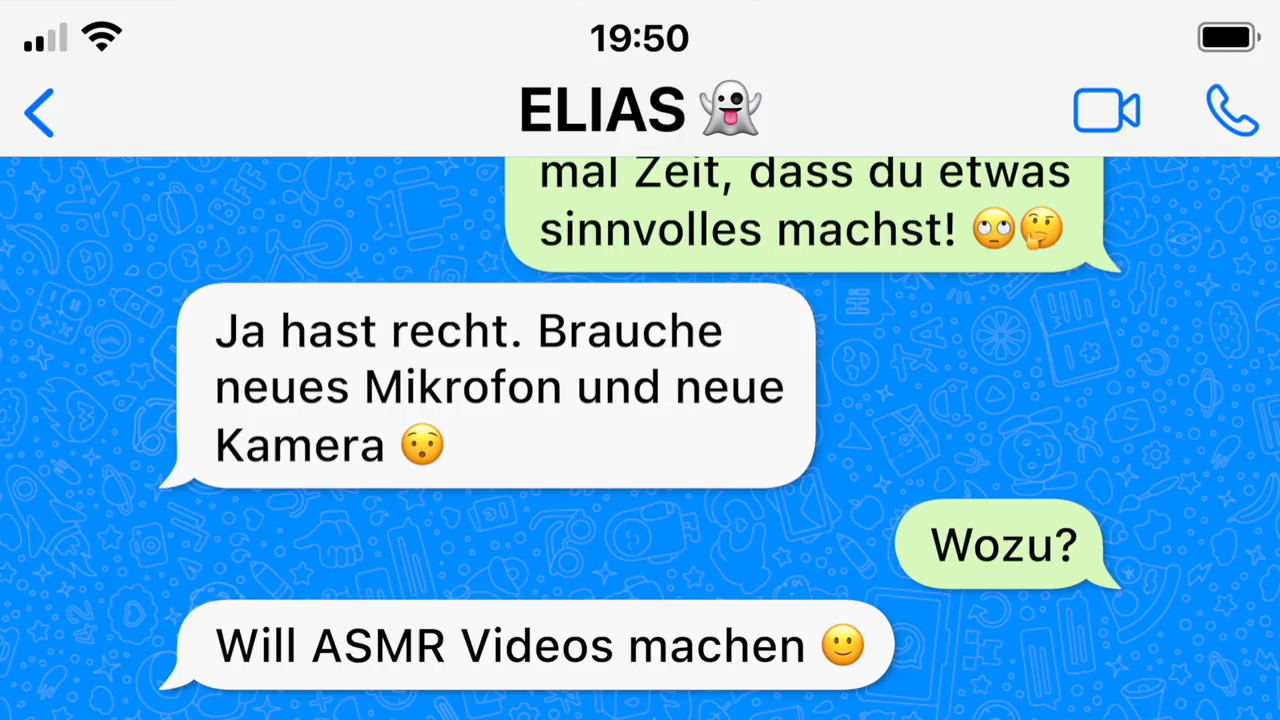 19:50
ELIAS 👻
mal Zeit, dass du etwas
sinnvolles machst! 🙄🤔
Ja hast recht. Brauche
neues Mikrofon und neue
Kamera 😯
Wozu?
Will ASMR Videos machen 🙂